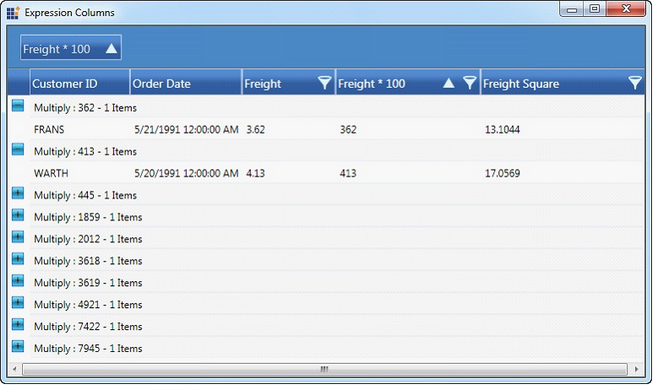 Expression Columns
Freight * 100
Customer ID Order Date Freight Freight * 100 Freight Square
Multiply : 362 - 1 Items
FRANS 5/21/1991 12:00:00 AM 3.62 362 13.1044
Multiply : 413 - 1 Items
WARTH 5/20/1991 12:00:00 AM 4.13 413 17.0569
Multiply : 445 - 1 Items
Multiply : 1859 - 1 Items
Multiply : 2012 - 1 Items
Multiply : 3618 - 1 Items
Multiply : 3619 - 1 Items
Multiply : 4921 - 1 Items
Multiply : 7422 - 1 Items
Multiply : 7945 - 1 Items